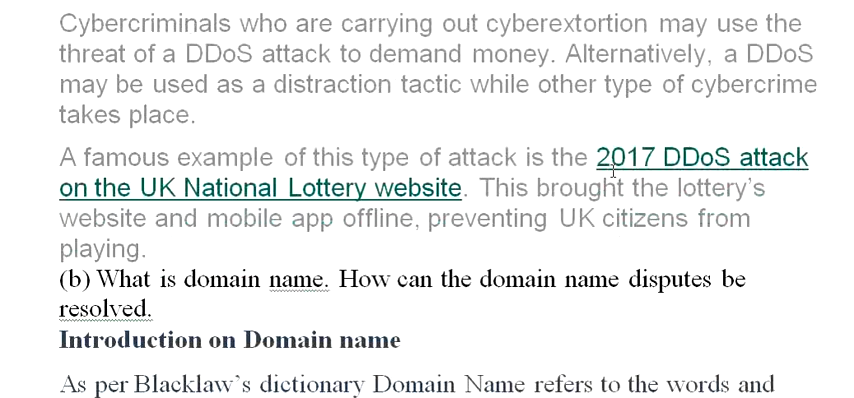 Cybercriminals who are carrying out cyberextortion may use the
threat of a DDoS attack to demand money. Alternatively, a DDoS
may be used as a distraction tactic while other type of cybercrime
takes place.
A famous example of this type of attack is the 2017 DDoS attack
on the UK National Lottery website. This brought the lottery’s
website and mobile app offline, preventing UK citizens from
playing.
(b) What is domain name. How can the domain name disputes be
resolved.
Introduction on Domain name
As per Blacklaw’s dictionary Domain Name refers to the words and